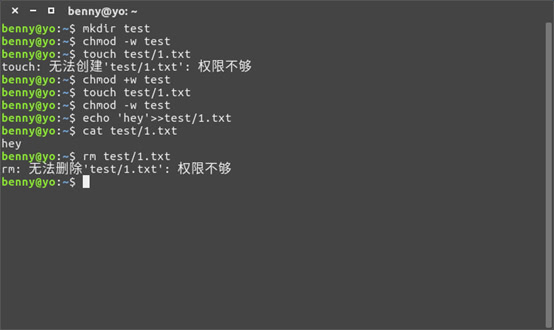 benny@yo: ~
benny@yo:~$ mkdir test
benny@yo:~$ chmod -w test
benny@yo:~$ touch test/1.txt
touch: 无法创建'test/1.txt': 权限不够
benny@yo:~$ chmod +w test
benny@yo:~$ touch test/1.txt
benny@yo:~$ chmod -w test
benny@yo:~$ echo 'hey'>>test/1.txt
benny@yo:~$ cat test/1.txt
hey
benny@yo:~$ rm test/1.txt
rm: 无法删除'test/1.txt': 权限不够
benny@yo:~$